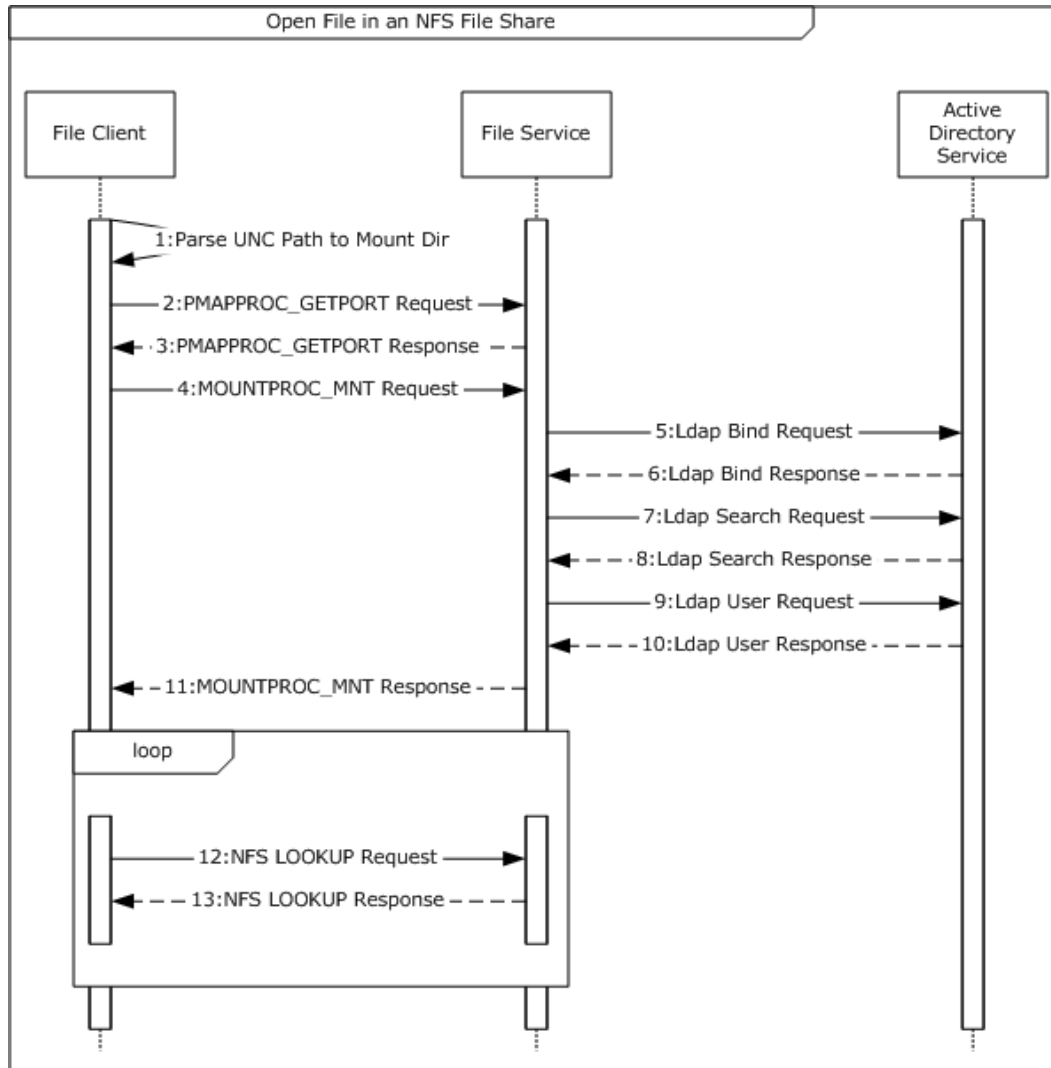 Open File in an NFS File Share
File Client
File Service
Active
Directory
Service
1:Parse UNC Path to Mount Dir
2:PMAPPROC_GETPORT Request
3:PMAPPROC_GETPORT Response
4:MOUNTPROC_MNT Request
5:Ldap Bind Request
6:Ldap Bind Response
7:Ldap Search Request
8:Ldap Search Response
9:Ldap User Request
10:Ldap User Response
11:MOUNTPROC_MNT Response
loop
12:NFS LOOKUP Request
13:NFS LOOKUP Response